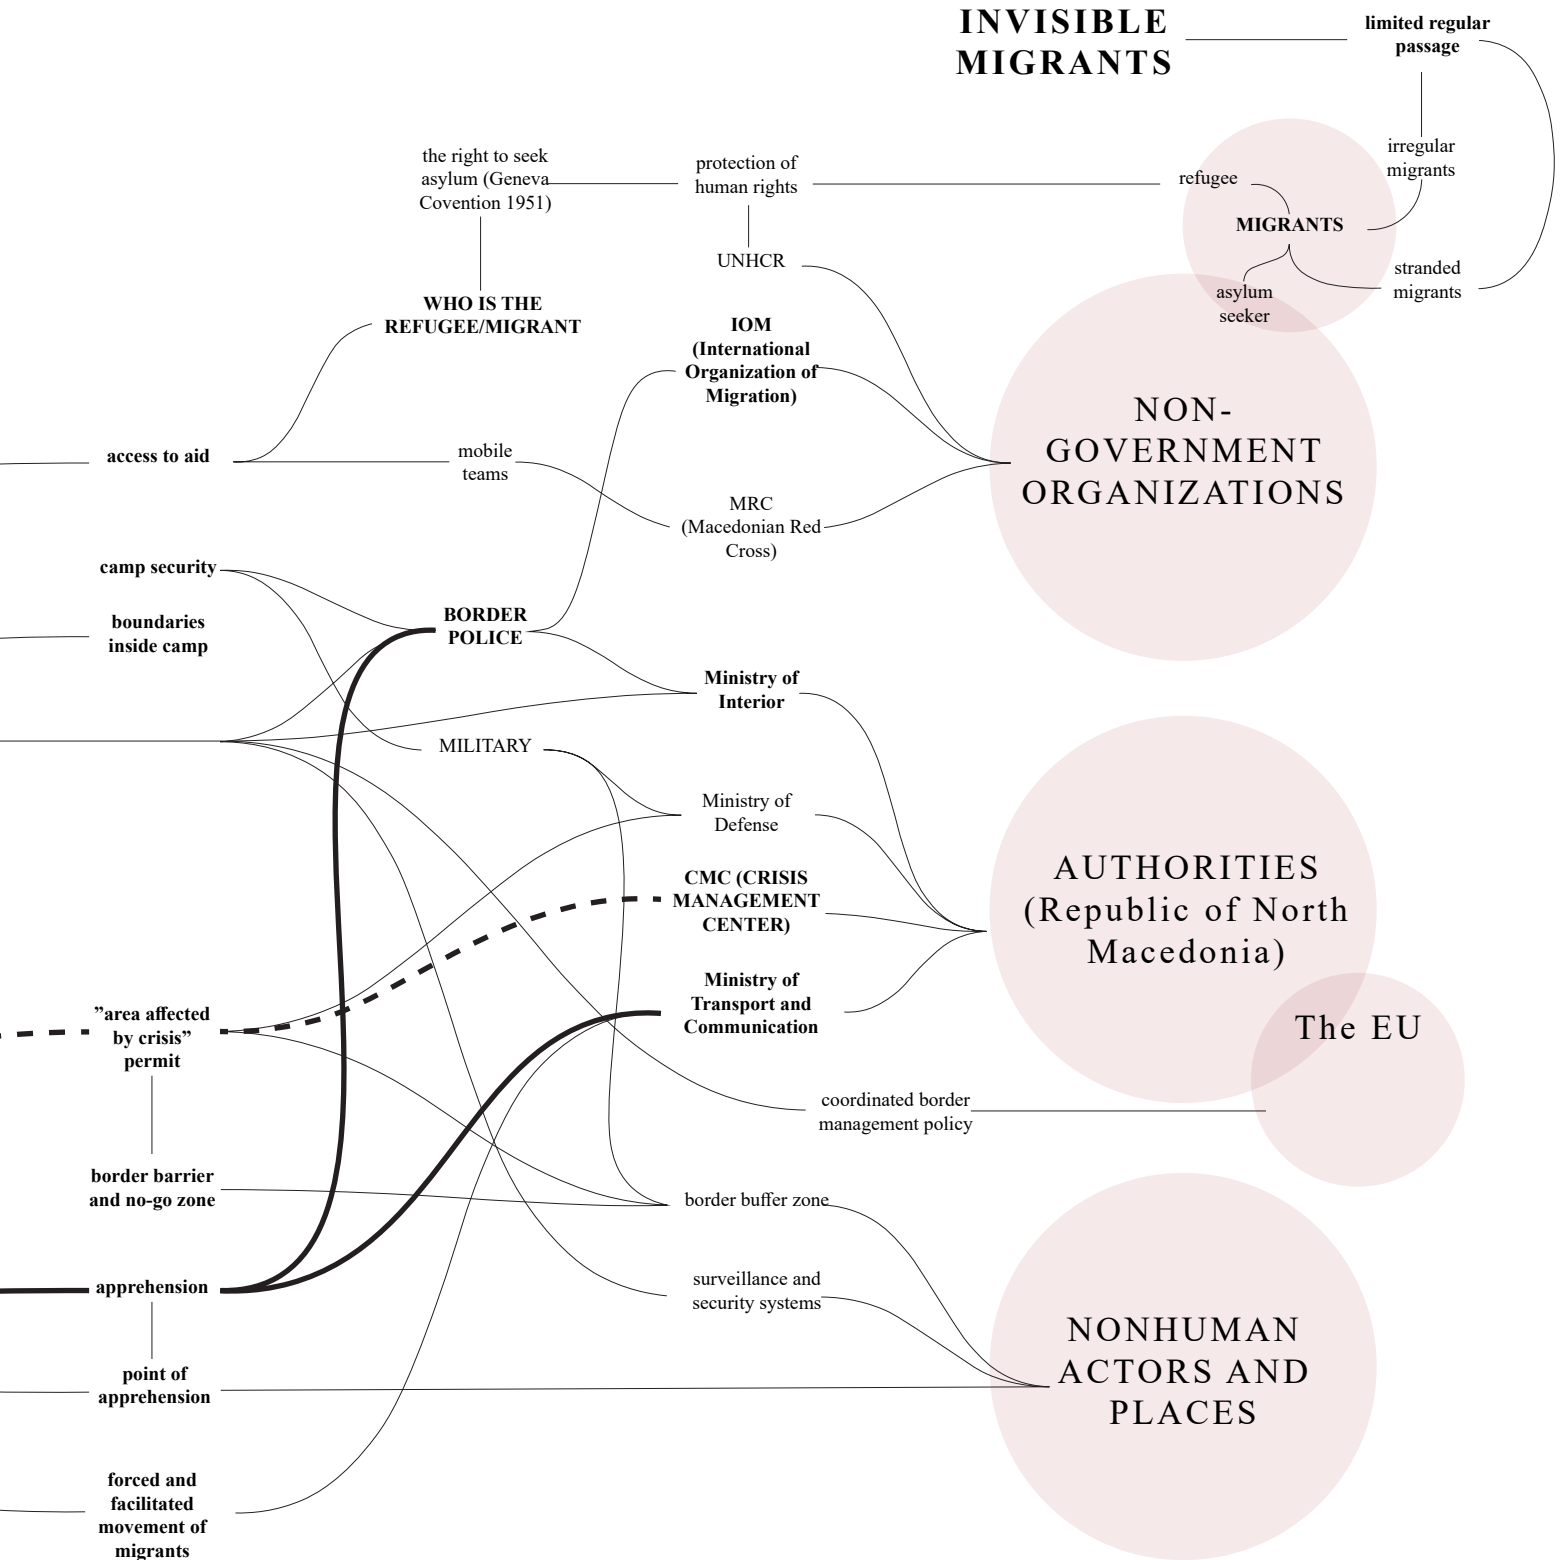 INVISIBLE
MIGRANTS
limited regular
passage
irregular
migrants
the right to seek
asylum (Geneva
Covention 1951)
protection of
human rights
refugee
MIGRANTS
UNHCR
stranded
migrants
asylum
seeker
WHO IS THE
REFUGEE/MIGRANT
IOM
(International
Organization of
Migration)
NON-
GOVERNMENT
ORGANIZATIONS
access to aid
mobile
teams
MRC
(Macedonian Red
Cross)
camp security
boundaries
inside camp
BORDER
POLICE
Ministry of
Interior
MILITARY
Ministry of
Defense
CMC (CRISIS
MANAGEMENT
CENTER)
AUTHORITIES
(Republic of North
Macedonia)
Ministry of
Transport and
Communication
”area affected
by crisis”
permit
The EU
coordinated border
management policy
border barrier
and no-go zone
border buffer zone
apprehension
surveillance and
security systems
NONHUMAN
ACTORS AND
PLACES
point of
apprehension
forced and
facilitated
movement of
migrants